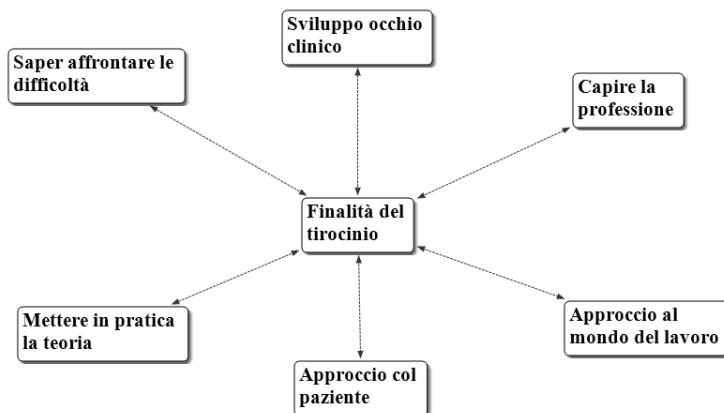 Sviluppo occhio
clinico
Saper affrontare le
difficoltà
Capire la
professione
Finalità del
tirocinio
Mettere in pratica
la teoria
Approccio al
mondo del lavoro
Approccio col
paziente